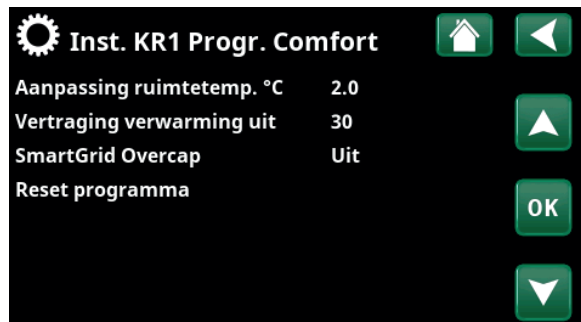 Inst. KR1 Progr. Comfort
Aanpassing ruimtetemp. °C 2.0
Vertraging verwarming uit 30
SmartGrid Overcap Uit
Reset programma
OK